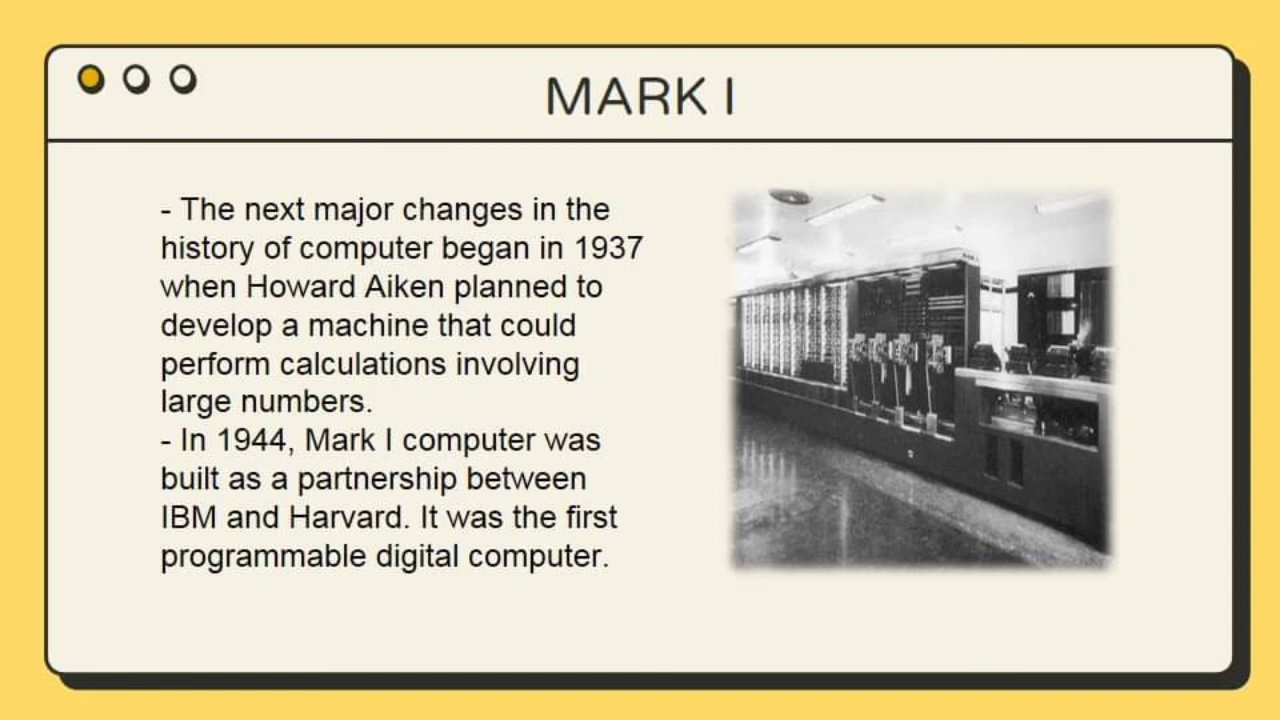 MARK I
- The next major changes in the
history of computer began in 1937
when Howard Aiken planned to
develop a machine that could
perform calculations involving
large numbers.
- In 1944, Mark I computer was
built as a partnership between
IBM and Harvard. It was the first
programmable digital computer.